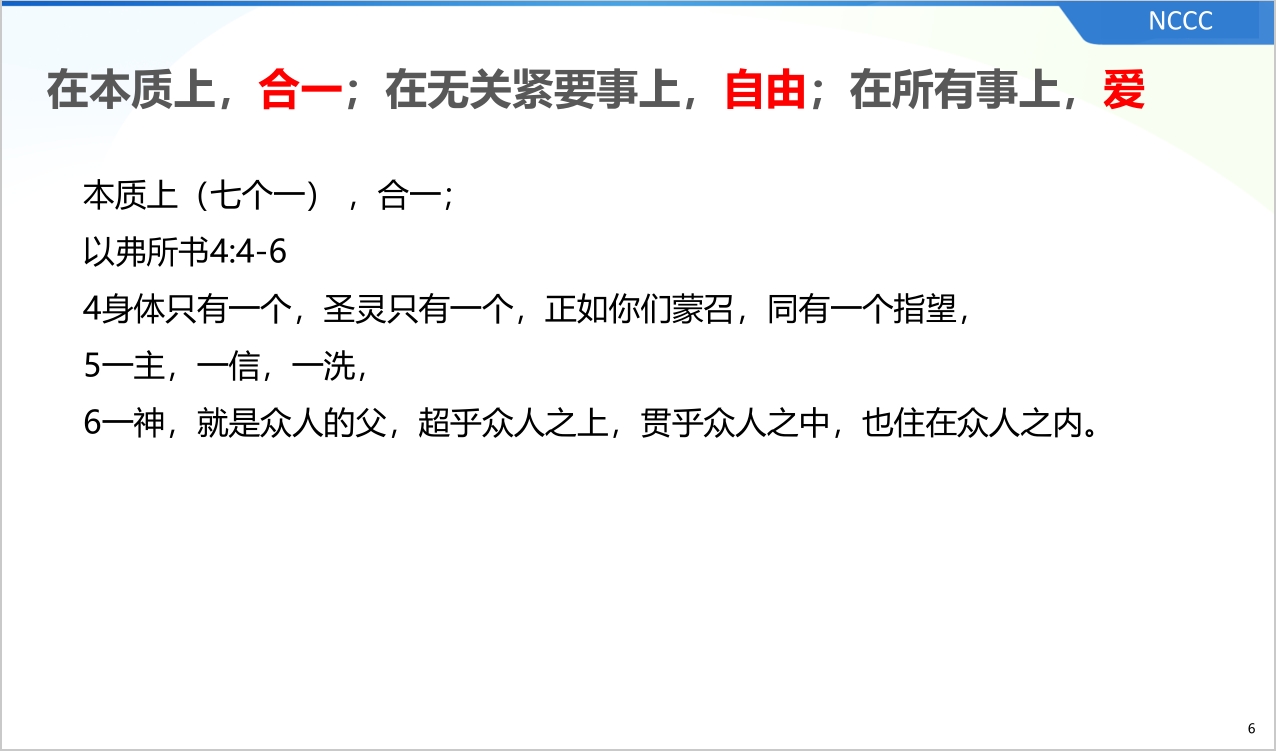 NCCC
在本质上，合一；在无关紧要事上，自由；在所有事上，爱
本质上（七个一），合一；
以弗所书4:4-6
4身体只有一个，圣灵只有一个，正如你们蒙召，同有一个指望，
5一主，一信，一洗，
6一神，就是众人的父，超乎众人之上，贯乎众人之中，也住在众人之内。
6